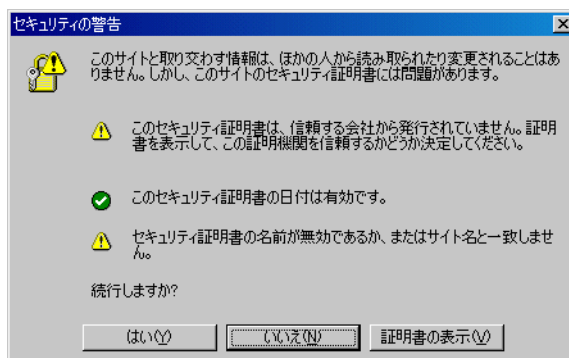 セキュリティの警告
このサイトと取り交わす情報は、ほかの人から読み取られたり変更されることはあ
りません。しかし、このサイトのセキュリティ証明書には問題があります。
このセキュリティ証明書は、信頼する会社から発行されていません。証明
書を表示して、この証明機関を信頼するかどうか決定してください。
このセキュリティ証明書の日付は有効です。
セキュリティ証明書の名前が無効であるか、またはサイト名と一致しませ
ん。
続行しますか?
はい(Y) いいえ(N) 証明書の表示(V)